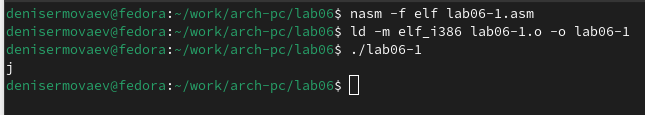 denisermovaev@fedora:~/work/arch-pc/lab06$ nasm -f elf lab06-1.asm
denisermovaev@fedora:~/work/arch-pc/lab06$ ld -m elf_i386 lab06-1.o -o lab06-1
denisermovaev@fedora:~/work/arch-pc/lab06$ ./lab06-1
j
denisermovaev@fedora:~/work/arch-pc/lab06$